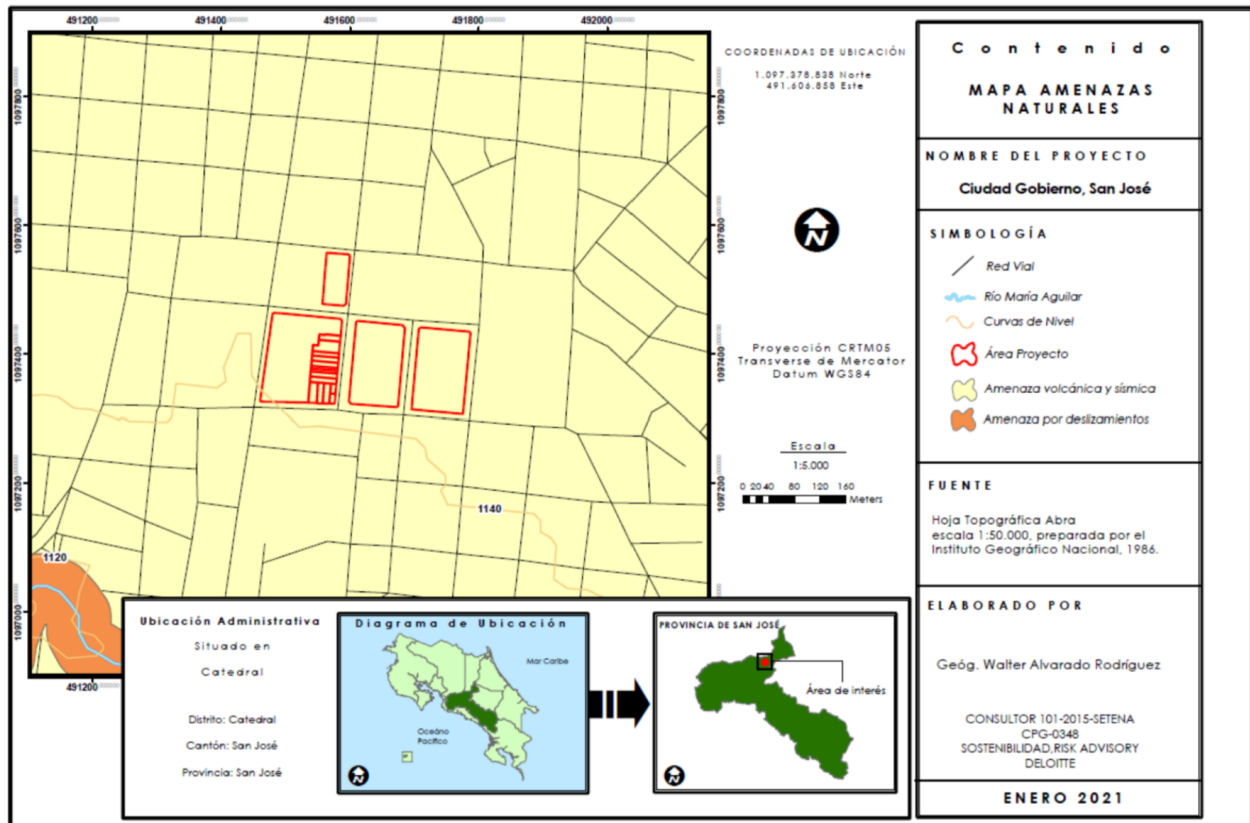 491200 491400 491600 491800 492000
1097800
1097600
1097400
1097200
1097000
1097800
1097600
1097400
1097200
1140
1120
491200
COORDENADAS DE UBICACIÓN
1.097.378.838 Norte
491.606.858 Este
N
Proyección CRTM05
Transverse de Mercator
Datum WGS84
Escala
1:5.000
0 20 40 80 120 160
Meters
Contenido
MAPA AMENAZAS
NATURALES
NOMBRE DEL PROYECTO
Ciudad Gobierno, San José
SIMBOLOGÍA
Red Vial
Río María Aguilar
Curvas de Nivel
Área Proyecto
Amenaza volcánica y sísmica
Amenaza por deslizamientos
FUENTE
Hoja Topográfica Abra
escala 1:50.000, preparada por el
Instituto Geográfico Nacional, 1986.
ELABORADO POR
Geóg. Walter Alvarado Rodríguez
CONSULTOR 101-2015-SETENA
CPG-0348
SOSTENIBILIDAD,RISK ADVISORY
DELOITTE
ENERO 2021
Ubicación Administrativa
Situado en
Catedral
Distrito: Catedral
Cantón: San José
Provincia: San José
Diagrama de Ubicación
Mar Caribe
Oceáno
Pacífico
N
PROVINCIA DE SAN JOSÉ
Área de interés
N